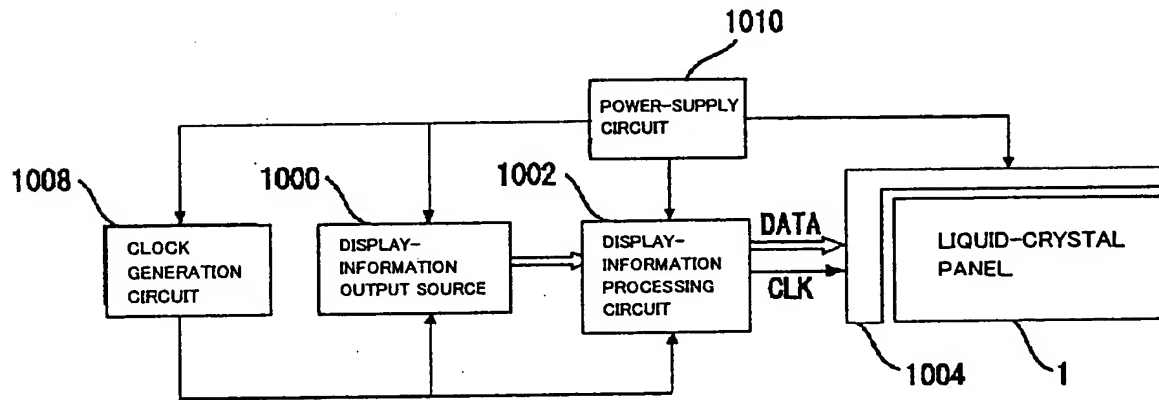 1010
POWER-SUPPLY
CIRCUIT
1008
1000
1002
CLOCK
GENERATION
CIRCUIT
DISPLAY-
INFORMATION
OUTPUT SOURCE
DISPLAY-
INFORMATION
PROCESSING
CIRCUIT
DATA
CLK
LIQUID-CRYSTAL
PANEL
1004
1